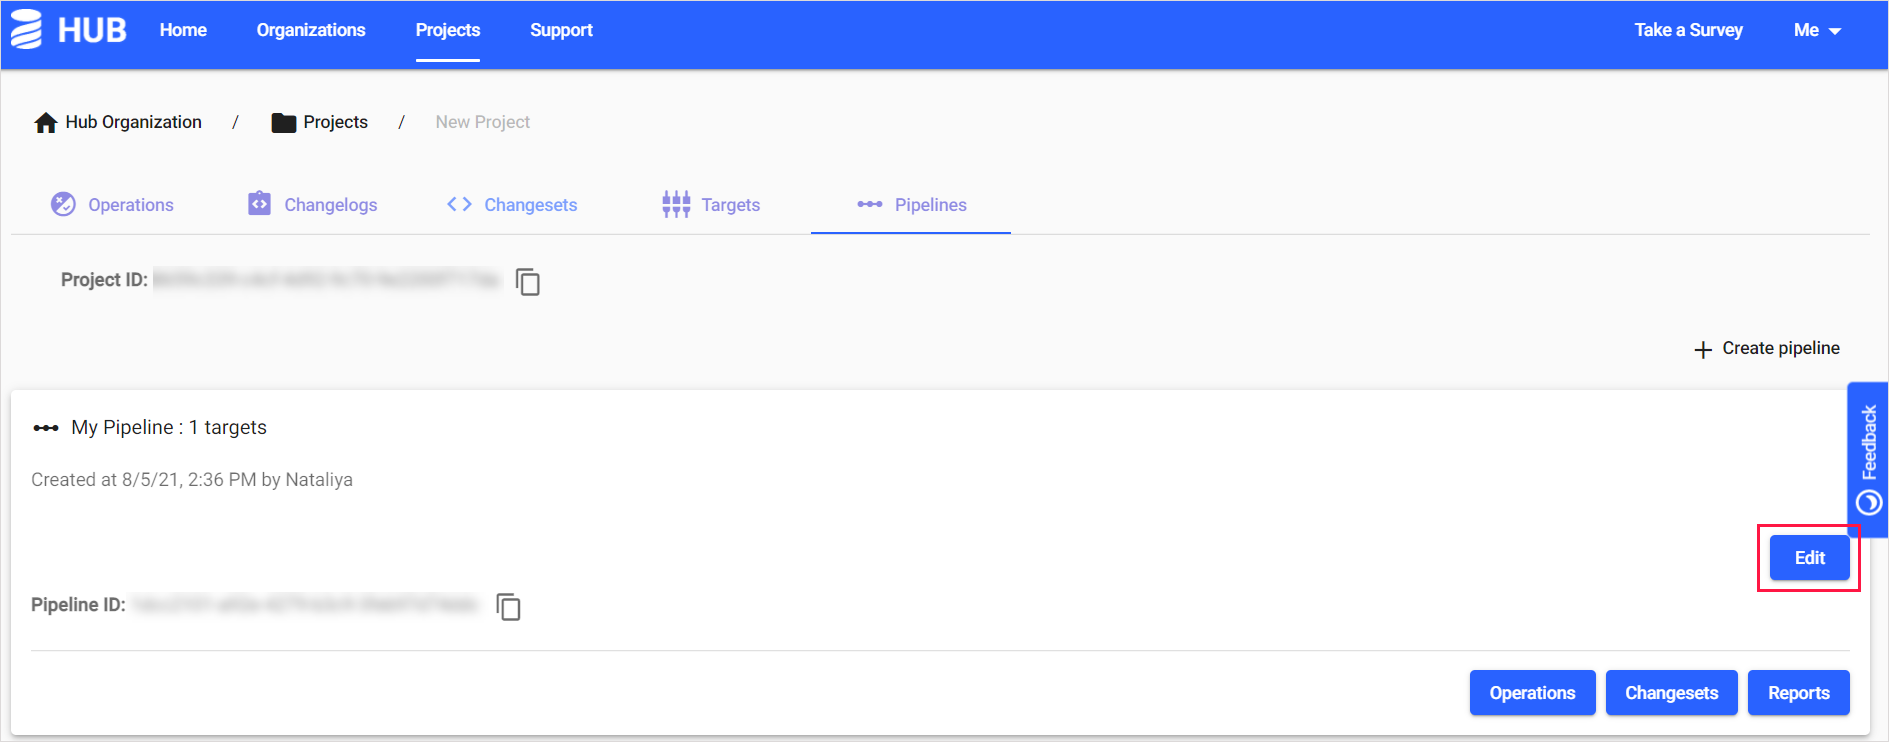 HUB Home Organizations Projects Support Take a Survey Me
Hub Organization / Projects / New Project
Operations Changelogs Changesets Targets Pipelines
Project ID:
Create pipeline
My Pipeline : 1 targets
Created at 8/5/21, 2:36 PM by Nataliya
Feedback
Edit
Pipeline ID:
Operations Changesets Reports